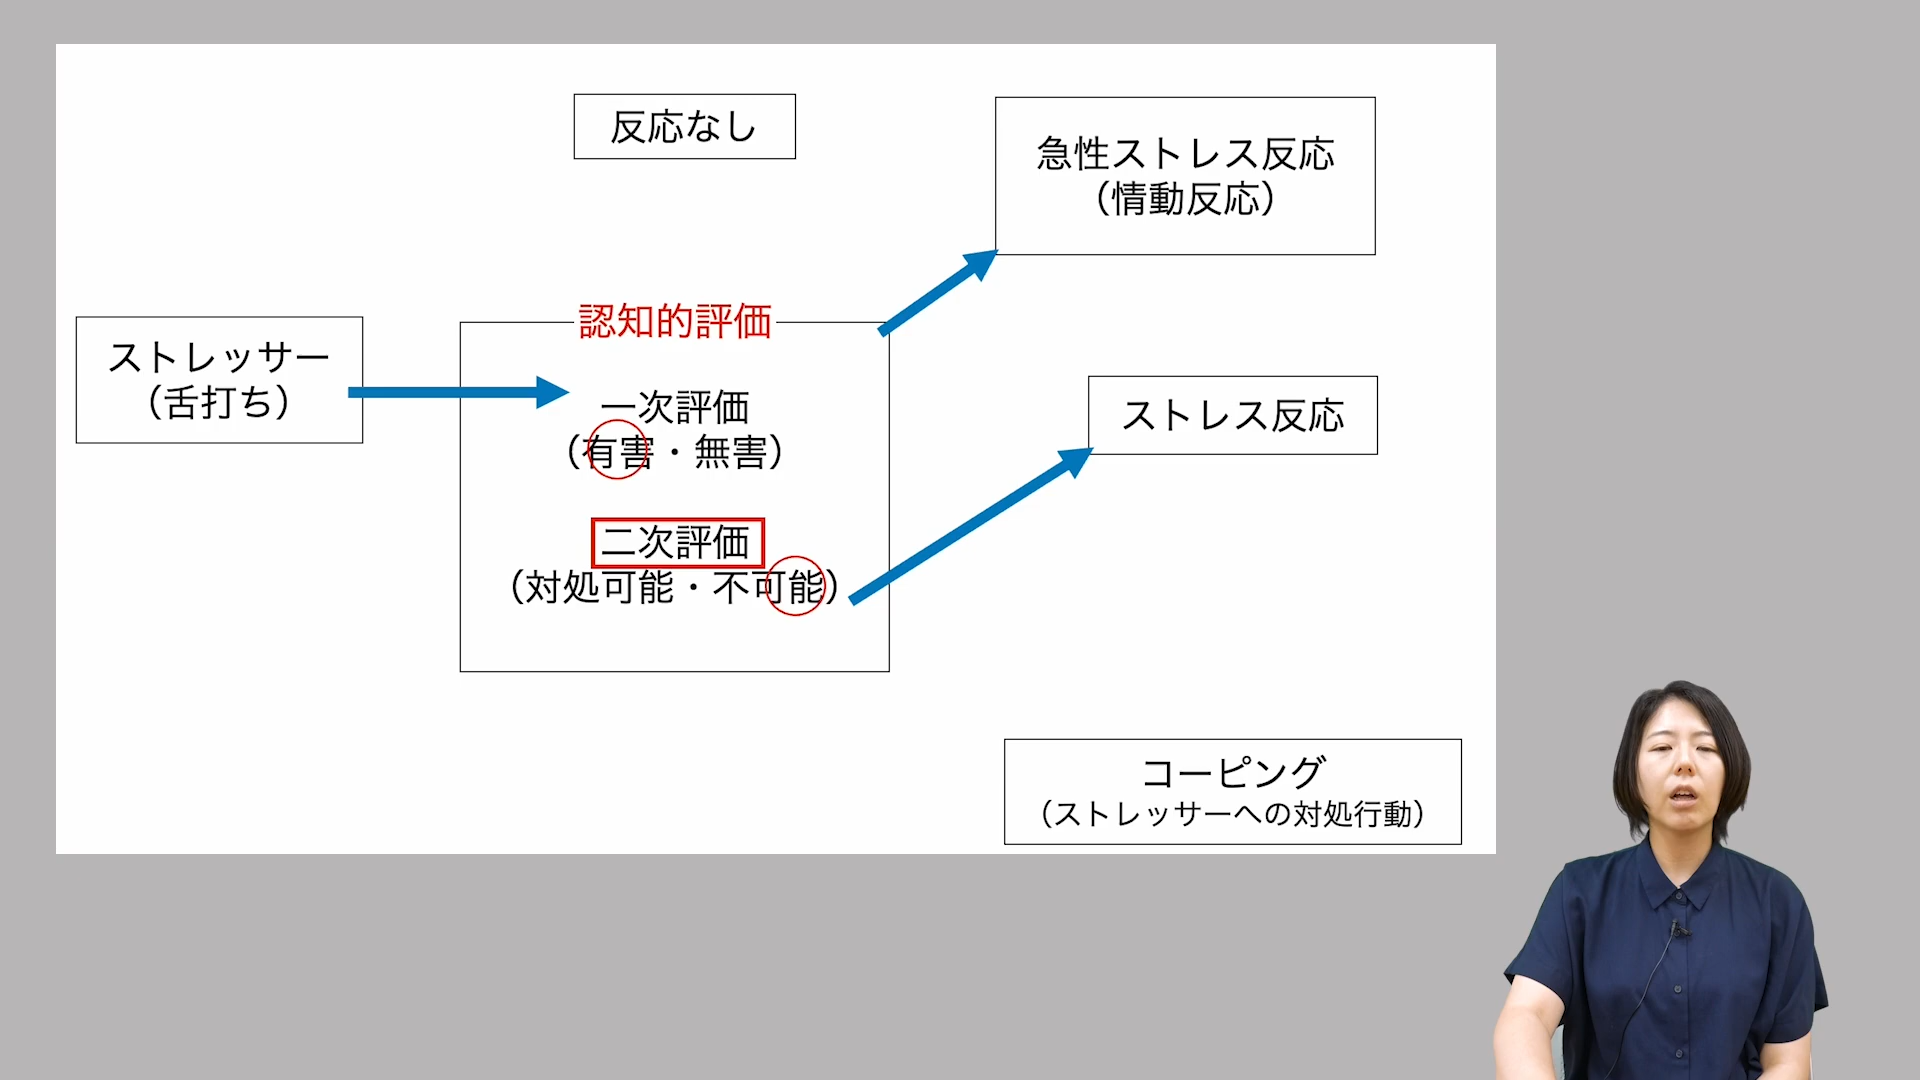 反応なし
急性ストレス反応
（情動反応）
ストレッサー
（舌打ち）
認知的評価
一次評価
（有害・無害）
二次評価
（対処可能・不可能）
ストレス反応
コーピング
（ストレッサーへの対処行動）